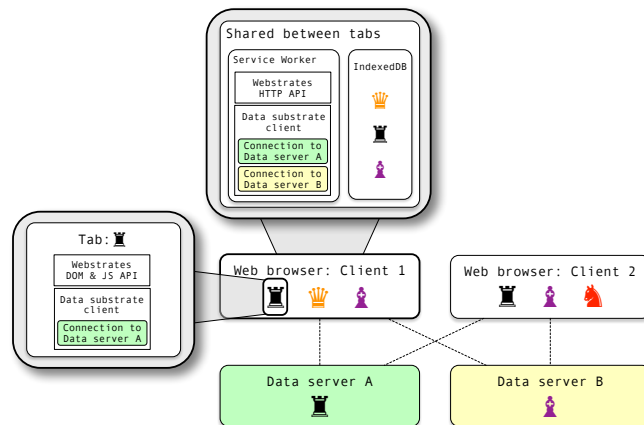 Shared between tabs
Service Worker
Webstrates
HTTP API
Data substrate
client
Connection to
Data server A
Connection to
Data server B
IndexedDB
Tab:
Webstrates
DOM & JS API
Data substrate
client
Connection to
Data server A
Web browser: Client 1
Web browser: Client 2
Data server A
Data server B